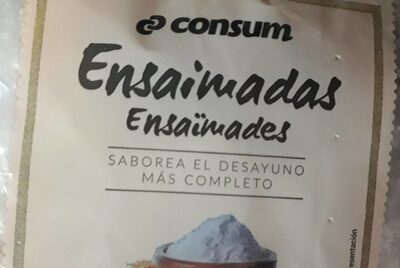 consum
Ensaimadas
Ensaïmades
SABOREA EL DESAYUNO
MÁS COMPLETO